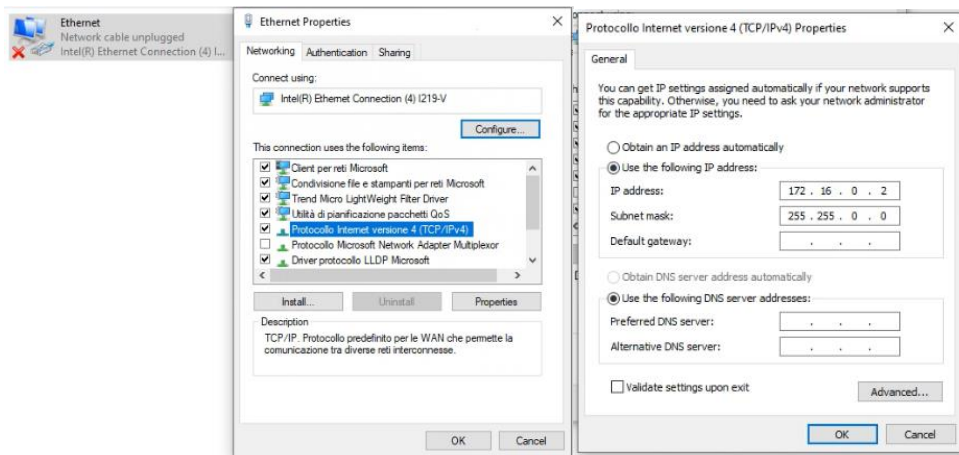 Ethernet
Network cable unplugged
Intel(R) Ethernet Connection (4) I...
Ethernet Properties
Networking Authentication Sharing
Connect using:
Intel(R) Ethernet Connection (4) I219-V
Configure...
This connection uses the following items:
Client per reti Microsoft
Condivisione file e stampanti per reti Microsoft
Trend Micro LightWeight Filter Driver
Utilità di pianificazione pacchetti QoS
Protocollo Internet versione 4 (TCP/IPv4)
Protocollo Microsoft Network Adapter Multiplexor
Driver protocollo LLDP Microsoft
Install... Uninstall Properties
Description
TCP/IP. Protocollo predefinito per le WAN che permette la
comunicazione tra diverse reti interconnesse.
OK Cancel
Protocollo Internet versione 4 (TCP/IPv4) Properties
General
You can get IP settings assigned automatically if your network supports
this capability. Otherwise, you need to ask your network administrator
for the appropriate IP settings.
Obtain an IP address automatically
Use the following IP address:
IP address: 172 . 16 . 0 . 2
Subnet mask: 255 . 255 . 0 . 0
Default gateway: . . .
Obtain DNS server address automatically
Use the following DNS server addresses:
Preferred DNS server: . . .
Alternative DNS server: . . .
Validate settings upon exit
Advanced...
OK Cancel